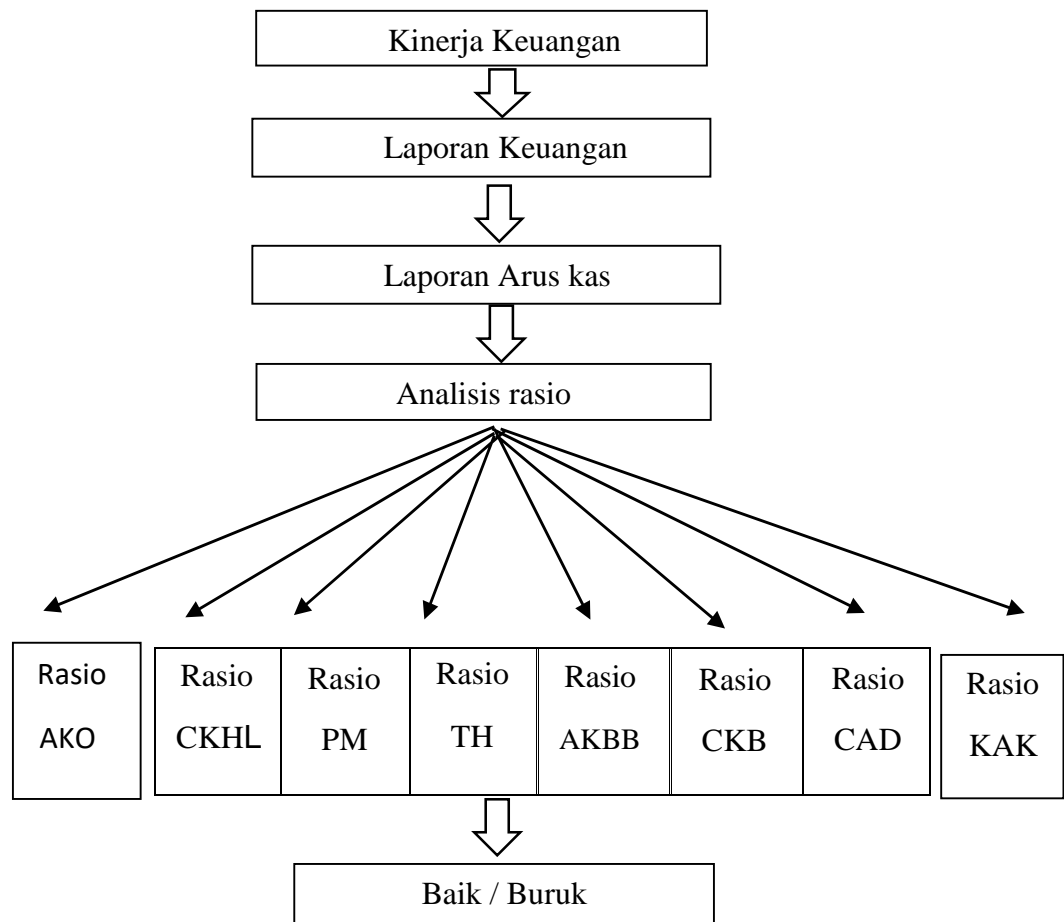 Kinerja Keuangan
Laporan Keuangan
Laporan Arus kas
Analisis rasio
Rasio
AKO
Rasio
CKHL
Rasio
PM
Rasio
TH
Rasio
AKBB
Rasio
CKB
Rasio
CAD
Rasio
KAK
Baik / Buruk